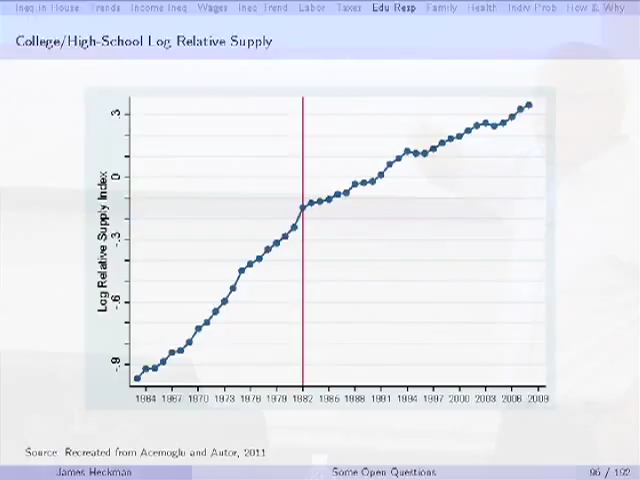 Ineq in House Trends Income Ineq Wages Ineq Trend Labor Taxes Edu Resp Family Health Indiv Prob How & Why
College/High-School Log Relative Supply
Log Relative Supply Index
.3
0
-.3
-.6
-.9
1964 1967 1970 1973 1976 1979 1982 1985 1988 1991 1994 1997 2000 2003 2006 2009
Source: Recreated from Acemoglu and Autor, 2011
James Heckman Some Open Questions 96 / 192